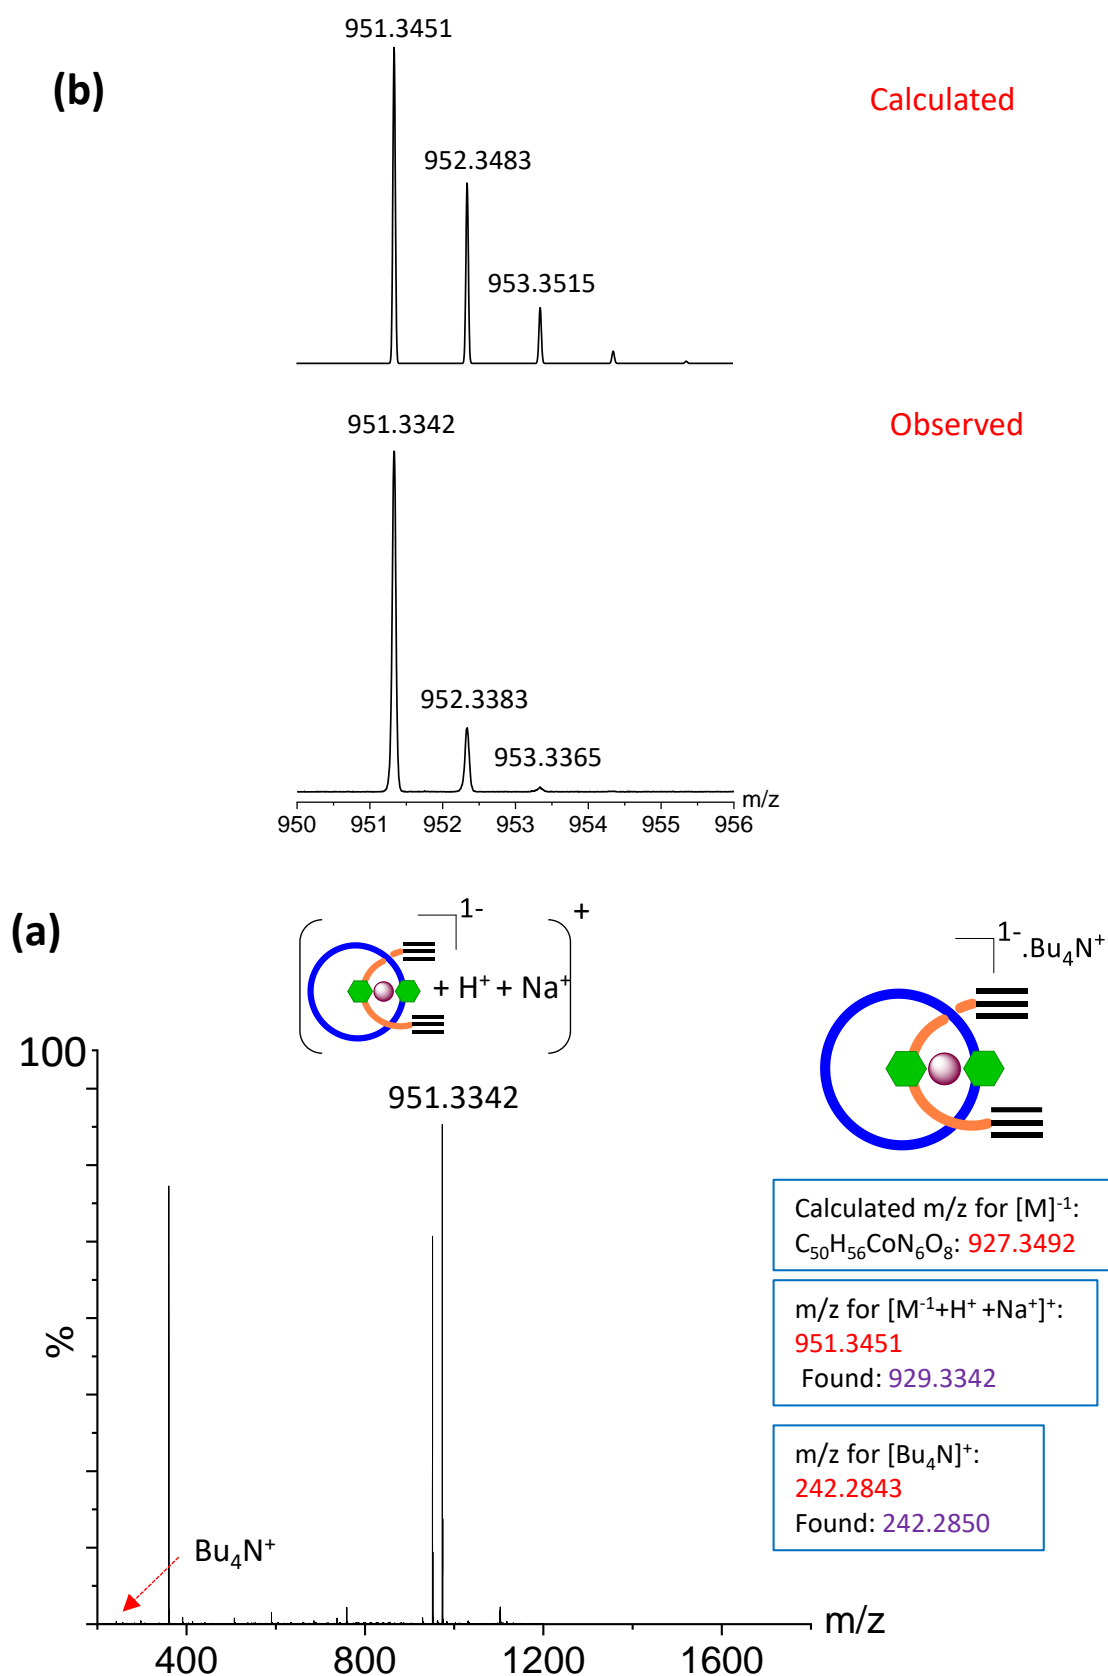 (b)
951.3451
Calculated
952.3483
953.3515
Observed
951.3342
952.3383
953.3365
m/z
950 951 952 953 954 955 956
(a)
1-
+
+ H⁺ + Na⁺
1-
.Bu₄N⁺
100
951.3342
%
Calculated m/z for [M]⁻¹:
C₅₀H₅₆CoN₆O₈: 927.3492
m/z for [M⁻¹+H⁺ +Na⁺]⁺:
951.3451
Found: 929.3342
m/z for [Bu₄N]⁺:
242.2843
Found: 242.2850
Bu₄N⁺
m/z
400 800 1200 1600